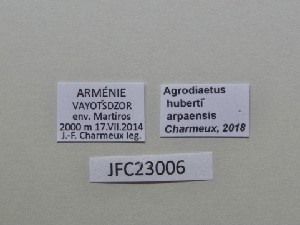 ARMÉNIE
VAYOTSDZOR
env. Martiros
2000 m 17.VII.2014
J.-F. Charmeux leg.
Agrodiaetus
huberti
arpaensis
Charmeux, 2018
JFC23006